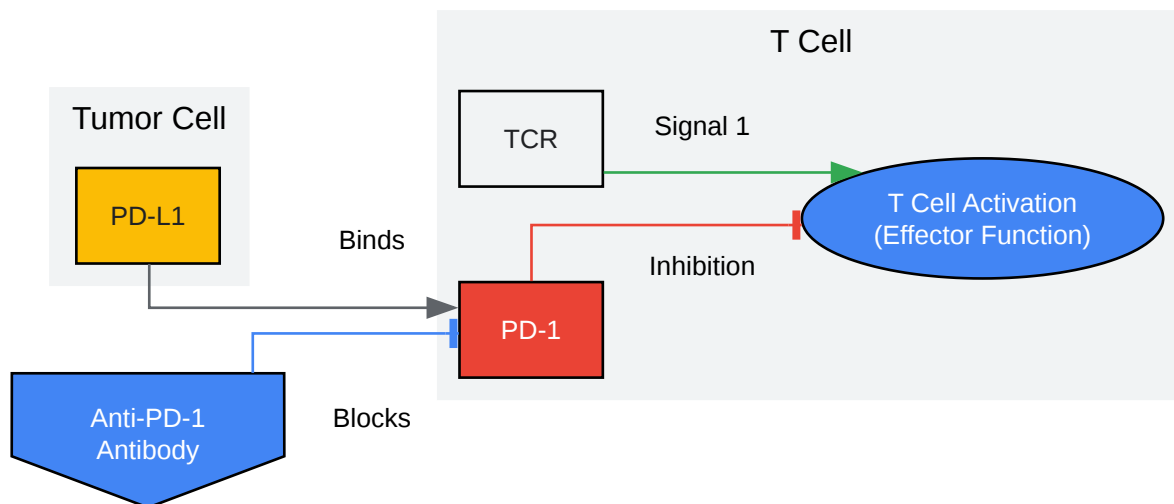 T Cell
Tumor Cell
TCR
Signal 1
PD-L1
T Cell Activation
(Effector Function)
Binds
Inhibition
PD-1
Anti-PD-1
Antibody
Blocks